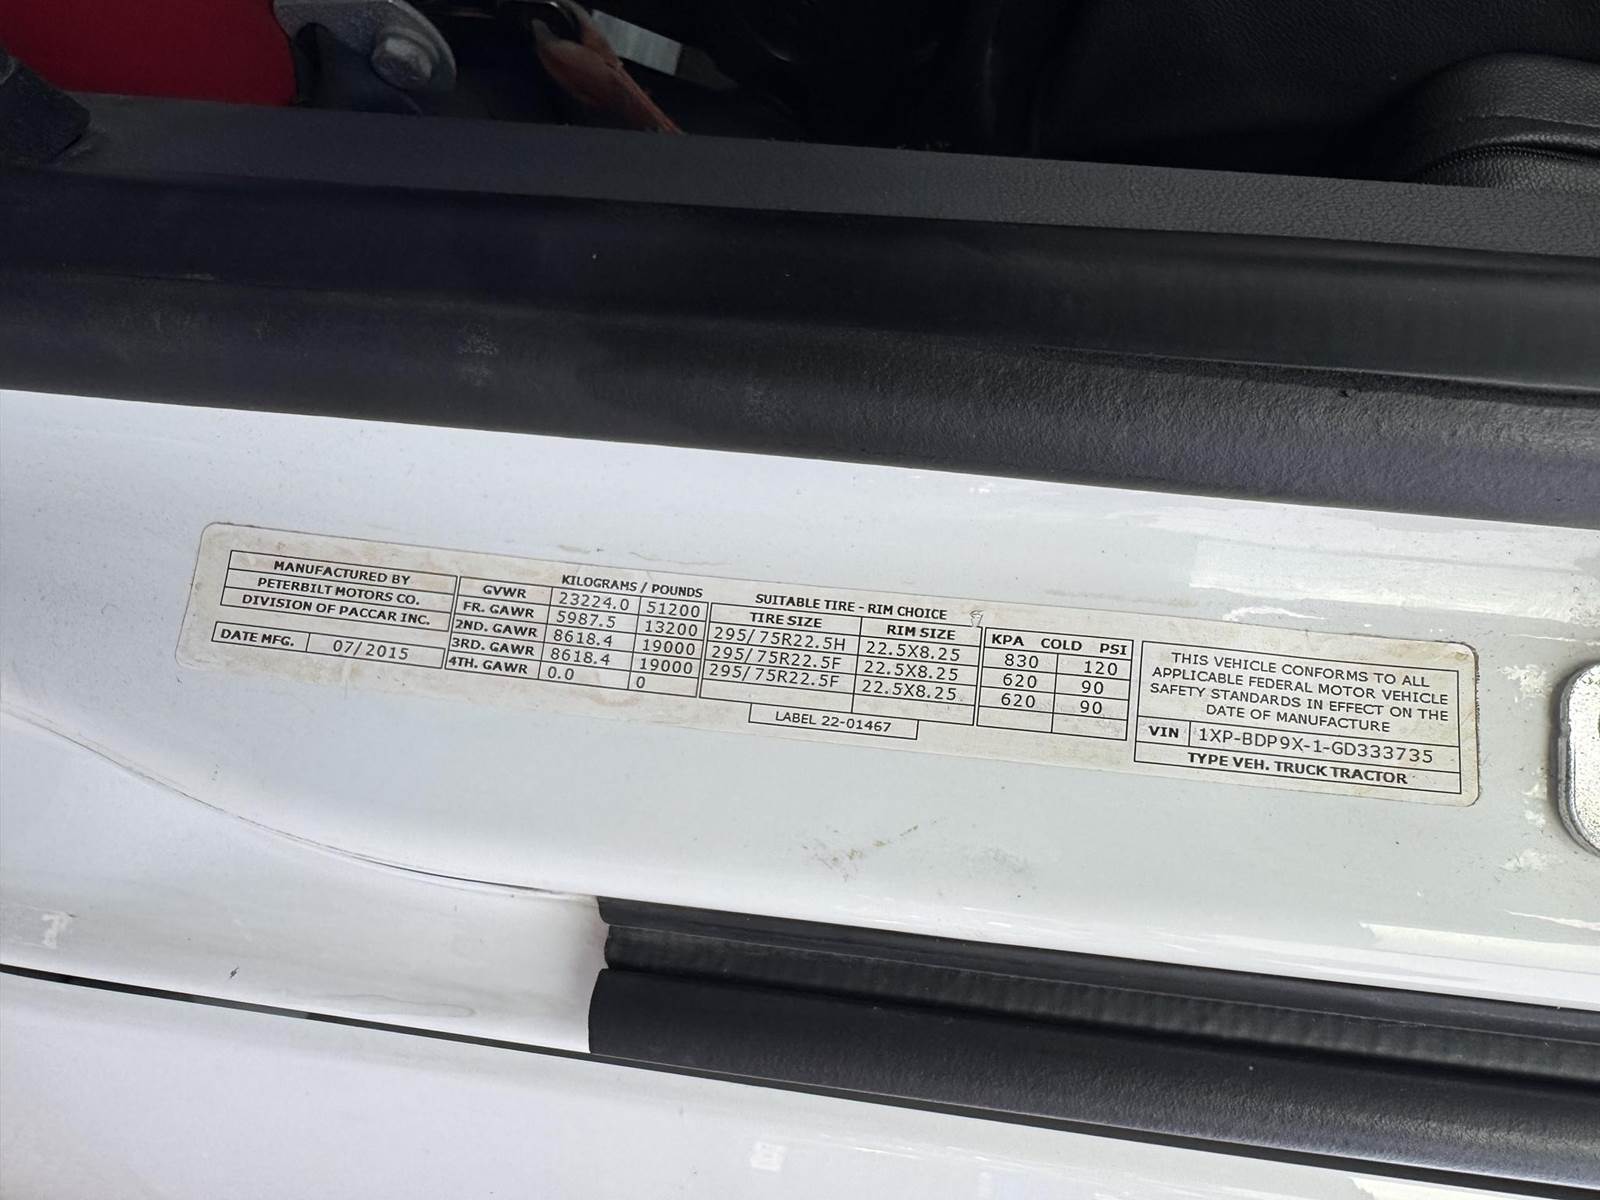 MANUFACTURED BY
PETERBILT MOTORS CO.
DIVISION OF PACCAR INC.
DATE MFG. 07/2015
KILOGRAMS / POUNDS
GVWR 23224.0 51200
FR. GAWR 5987.5 13200
2ND. GAWR 8618.4 19000
3RD. GAWR 8618.4 19000
4TH. GAWR 0.0 0
SUITABLE TIRE - RIM CHOICE
TIRE SIZE RIM SIZE
295/75R22.5H 22.5X8.25
295/75R22.5F 22.5X8.25
295/75R22.5F 22.5X8.25
KPA COLD PSI
830 120
620 90
620 90
LABEL 22-01467
THIS VEHICLE CONFORMS TO ALL
APPLICABLE FEDERAL MOTOR VEHICLE
SAFETY STANDARDS IN EFFECT ON THE
DATE OF MANUFACTURE
VIN 1XP-BDP9X-1-GD333735
TYPE VEH. TRUCK TRACTOR